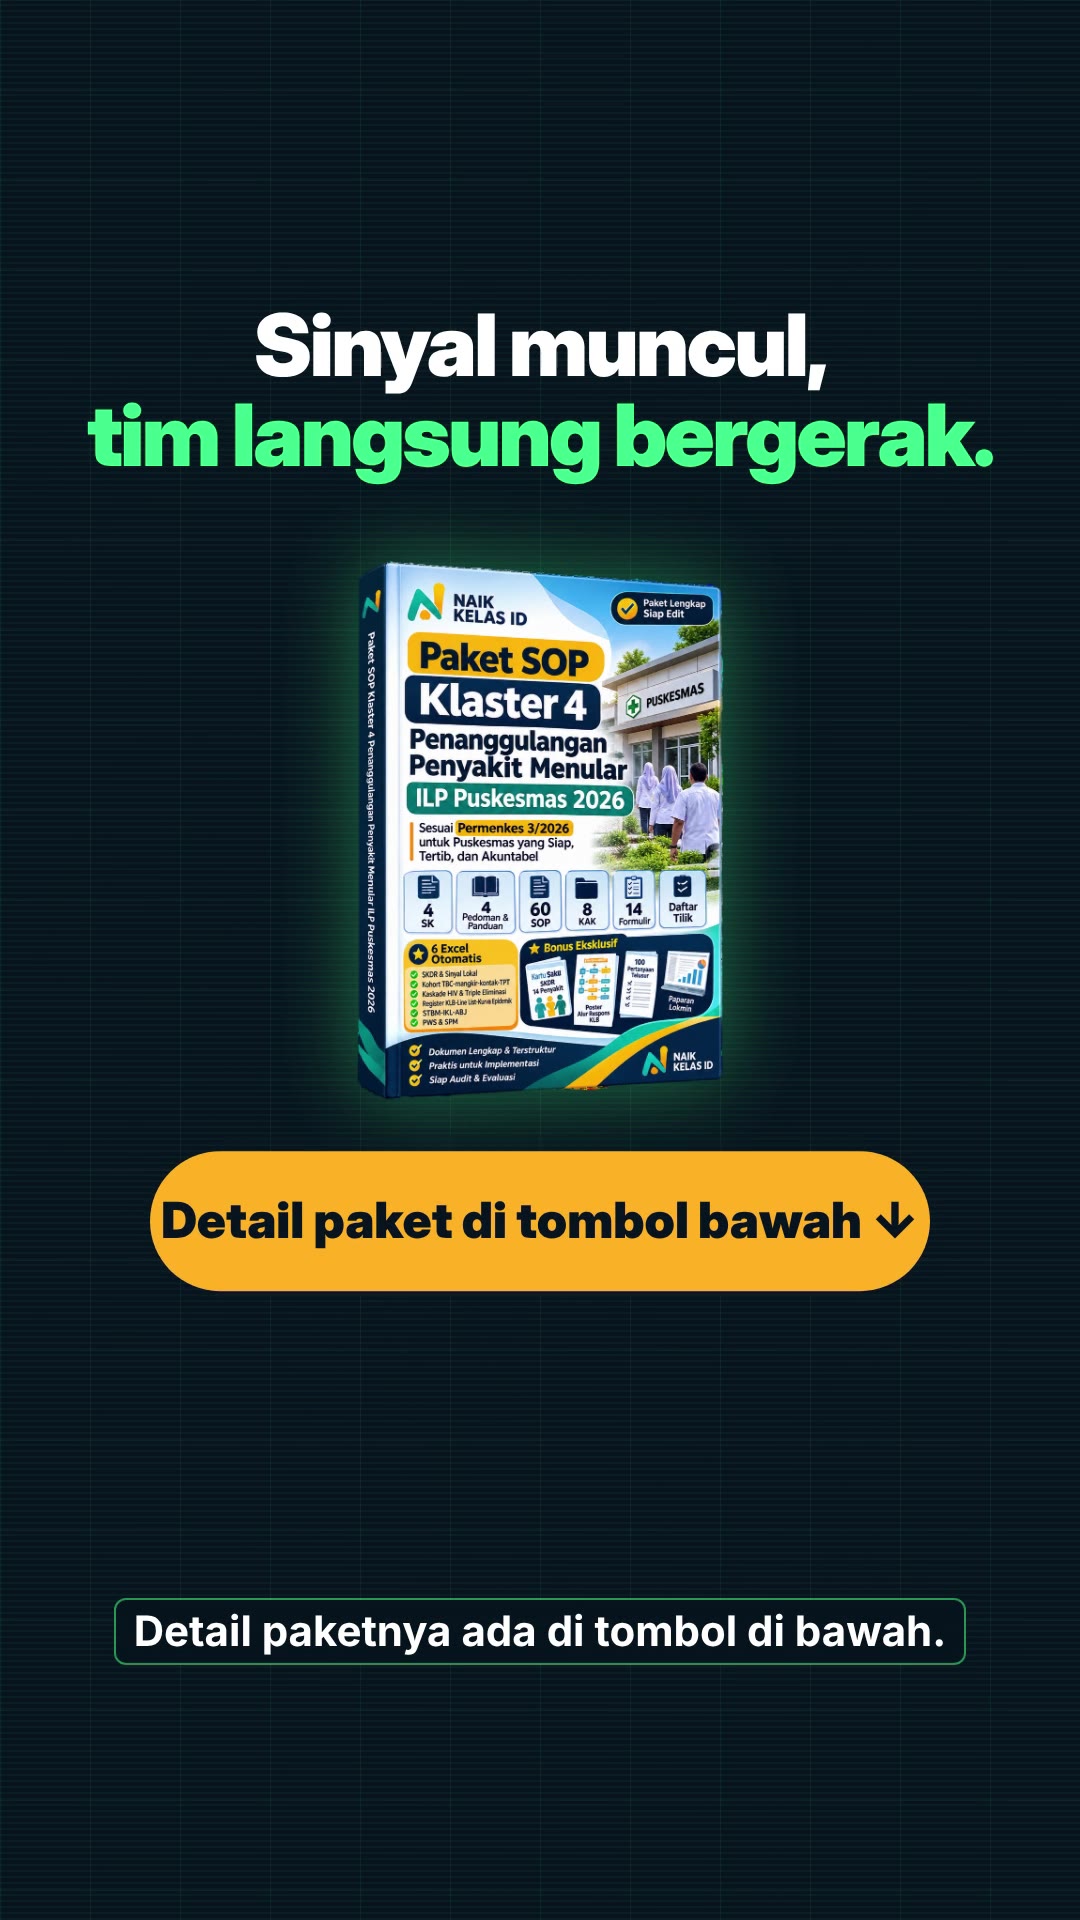 Sinyal muncul,
tim langsung bergerak.
NAIK
KELAS ID
Paket Lengkap
Siap Edit
Paket SOP
Klaster 4
Penanggulangan
Penyakit Menular
ILP Puskesmas 2026
PUSKESMAS
Sesuai Permenkes 3/2026
untuk Puskesmas yang Siap,
Tertib, dan Akuntabel
4
SK
4
Pedoman &
Panduan
60
SOP
8
KAK
14
Formulir
Daftar
Tilik
6 Excel
Otomatis
SKDR & Sinyal Lokal
Kohort TBC-mangkir-kontak-TPT
Kaskade HIV & Triple Eliminasi
Register KLB-Line List-Kurva Epidemik
STBM-IKL-ABJ
PWS & SPM
Bonus Eksklusif
Kartu Saku
SKDR
14 Penyakit
Poster
Alur Respons
KLB
100
Pertanyaan
Telusur
Paparan
Lokmin
Dokumen Lengkap & Terstruktur
Praktis untuk Implementasi
Siap Audit & Evaluasi
NAIK
KELAS ID
Paket SOP Klaster 4 Penanggulangan Penyakit Menular ILP Puskesmas 2026
Detail paket di tombol bawah ↓
Detail paketnya ada di tombol di bawah.